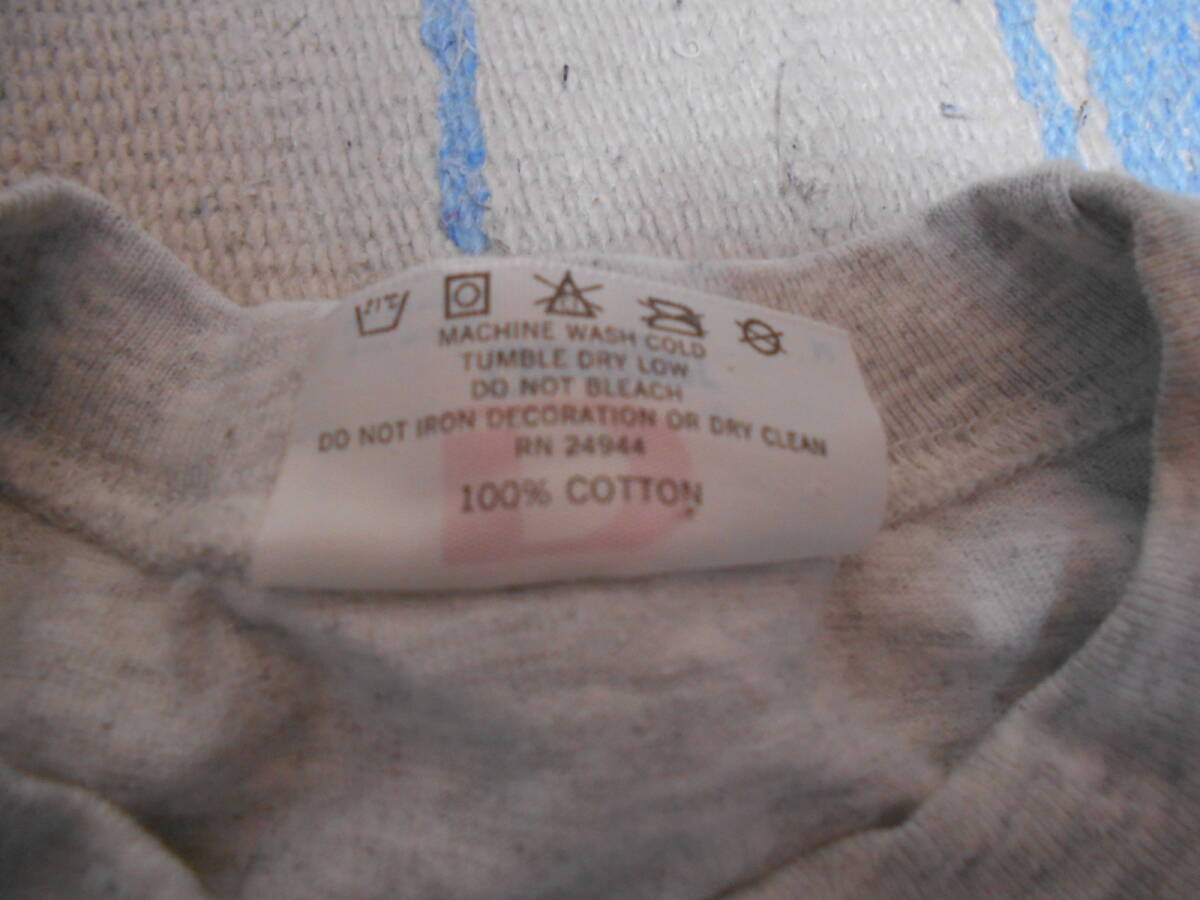 21°C
MACHINE WASH COLD
TUMBLE DRY LOW
DO NOT BLEACH
DO NOT IRON DECORATION OR DRY CLEAN
RN 24944
100% COTTON